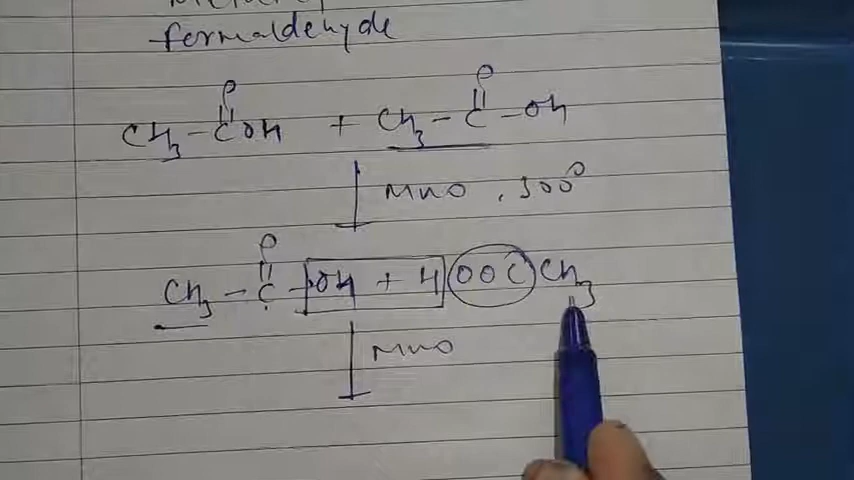 formaldehyde
O O
CH3 - C OH + CH3 - C - OH
MnO , 300°
O
CH3 - C - OH + H OOC CH3
MnO